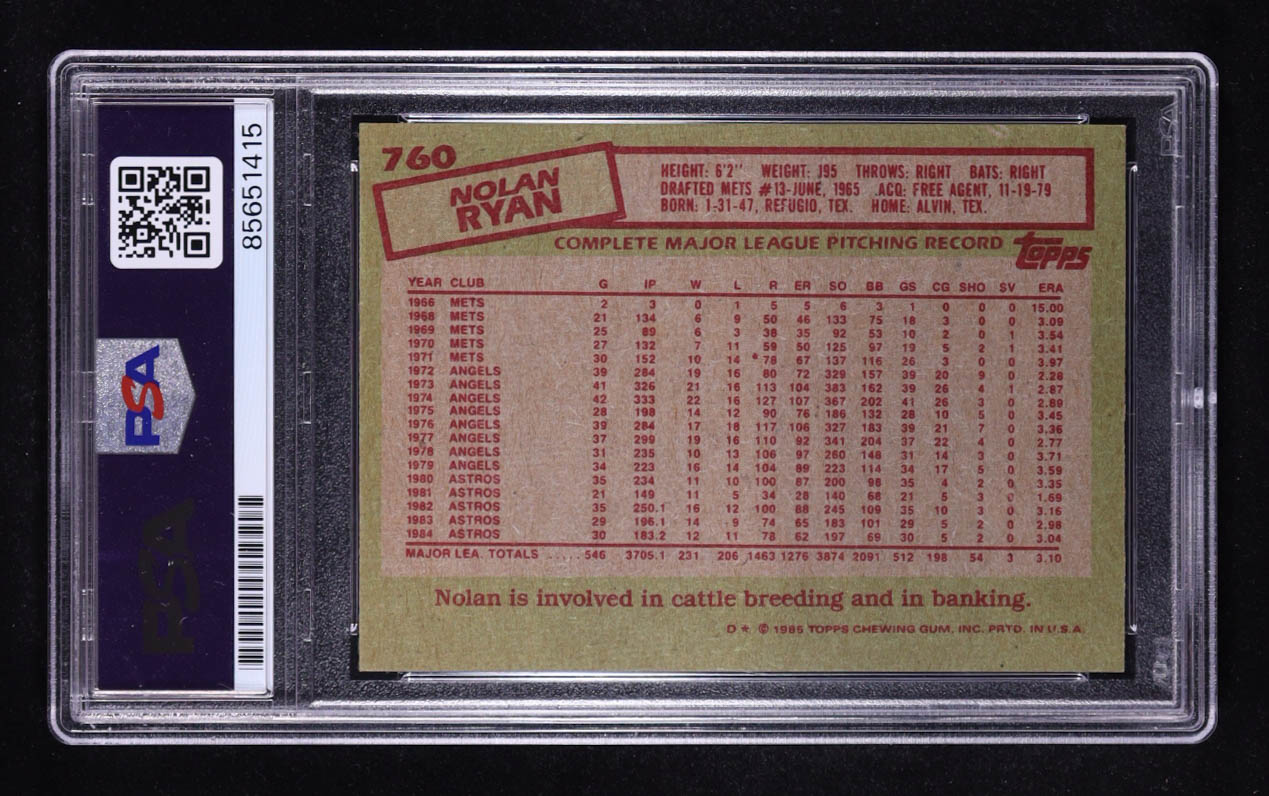 85651415
PSA
PSA
760
NOLAN
RYAN
HEIGHT: 6'2" WEIGHT: 195 THROWS: RIGHT BATS: RIGHT
DRAFTED METS #13-JUNE, 1965 ACQ: FREE AGENT, 11-19-79
BORN: 1-31-47, REFUGIO, TEX. HOME: ALVIN, TEX.
COMPLETE MAJOR LEAGUE PITCHING RECORD
topps
YEAR CLUB G IP W L R ER SO BB GS CG SHO SV ERA
1966 METS 2 3 0 1 5 5 6 3 1 0 0 0 15.00
1968 METS 21 134 6 9 50 46 133 75 18 3 0 0 3.09
1969 METS 25 89 6 3 38 35 92 53 10 2 0 1 3.54
1970 METS 27 132 7 11 59 50 125 97 19 5 2 1 3.41
1971 METS 30 152 10 14 *78 67 137 116 26 3 0 0 3.97
1972 ANGELS 39 284 19 16 80 72 329 157 39 20 9 0 2.28
1973 ANGELS 41 326 21 16 113 104 383 162 39 26 4 1 2.87
1974 ANGELS 42 333 22 16 127 107 367 202 41 26 3 0 2.89
1975 ANGELS 28 198 14 12 90 76 186 132 28 10 5 0 3.45
1976 ANGELS 39 284 17 18 117 106 327 183 39 21 7 0 3.36
1977 ANGELS 37 299 19 16 110 92 341 204 37 22 4 0 2.77
1978 ANGELS 31 235 10 13 106 97 260 148 31 14 3 0 3.71
1979 ANGELS 34 223 16 14 104 89 223 114 34 17 5 0 3.59
1980 ASTROS 35 234 11 10 100 87 200 98 35 4 2 0 3.35
1981 ASTROS 21 149 11 5 34 28 140 68 21 5 3 0 1.69
1982 ASTROS 35 250.1 16 12 100 88 245 109 35 10 3 0 3.16
1983 ASTROS 29 196.1 14 9 74 65 183 101 29 5 2 0 2.98
1984 ASTROS 30 183.2 12 11 78 62 197 69 30 5 2 0 3.04
MAJOR LEA. TOTALS ..... 546 3705.1 231 206 1463 1276 3874 2091 512 198 54 3 3.10
Nolan is involved in cattle breeding and in banking.
D* © 1985 TOPPS CHEWING GUM, INC. PRTD. IN U.S.A.